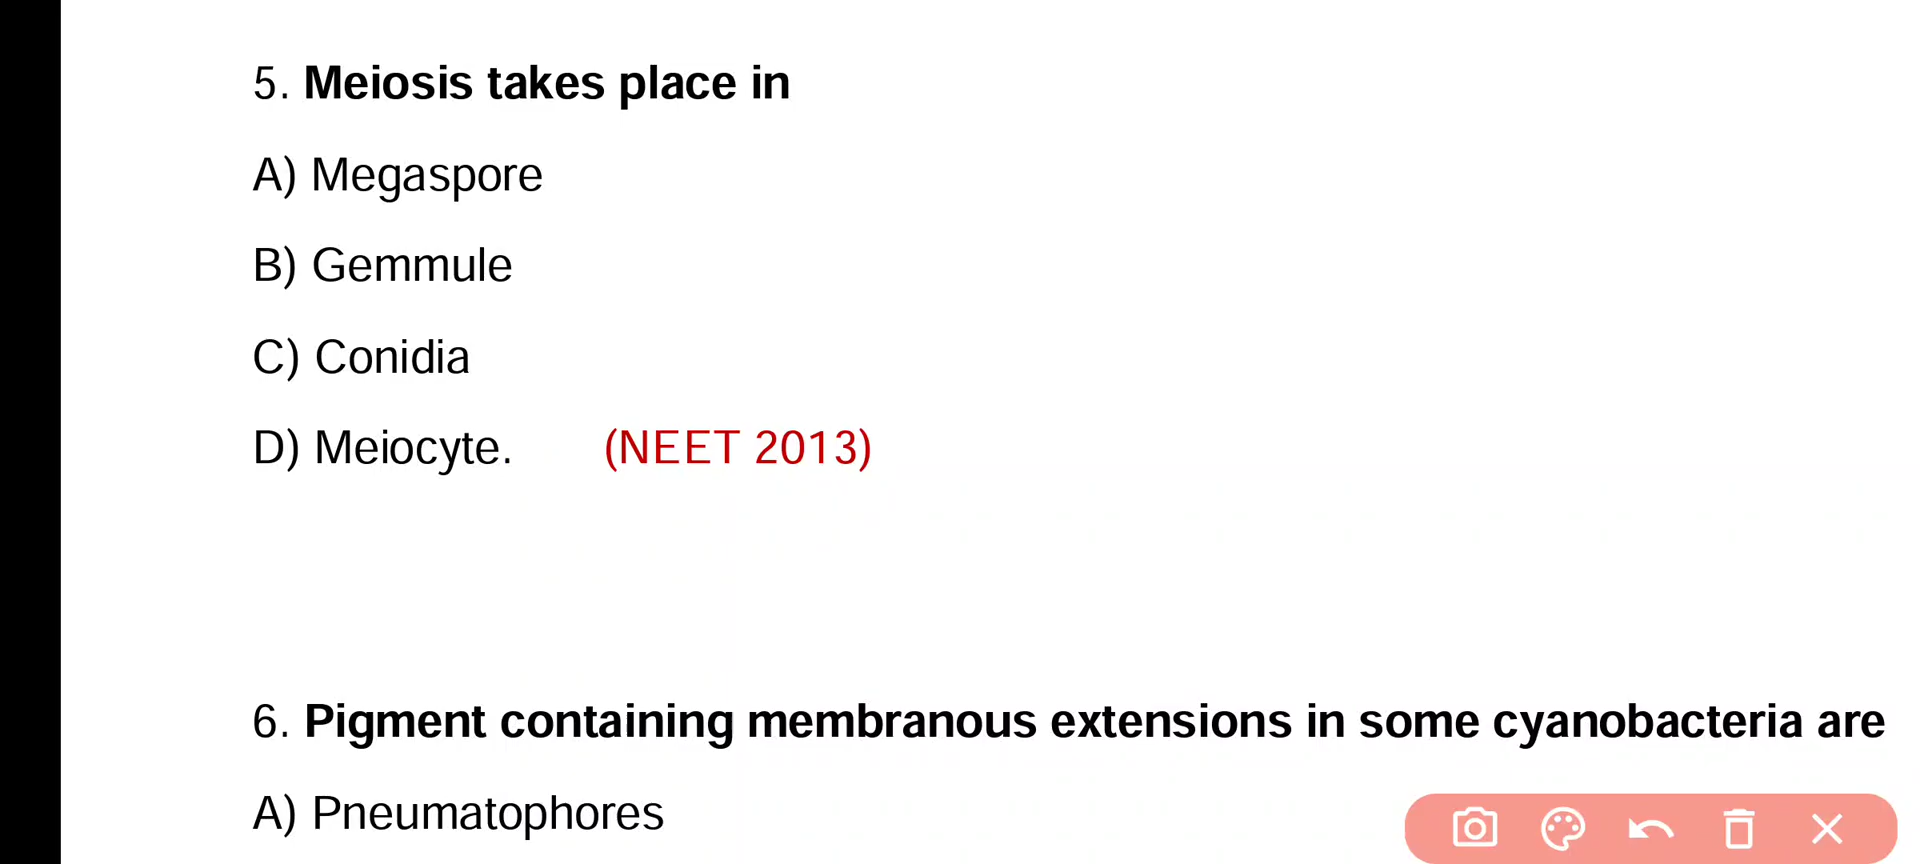 5. Meiosis takes place in
A) Megaspore
B) Gemmule
C) Conidia
D) Meiocyte. (NEET 2013)
6. Pigment containing membranous extensions in some cyanobacteria are
A) Pneumatophores